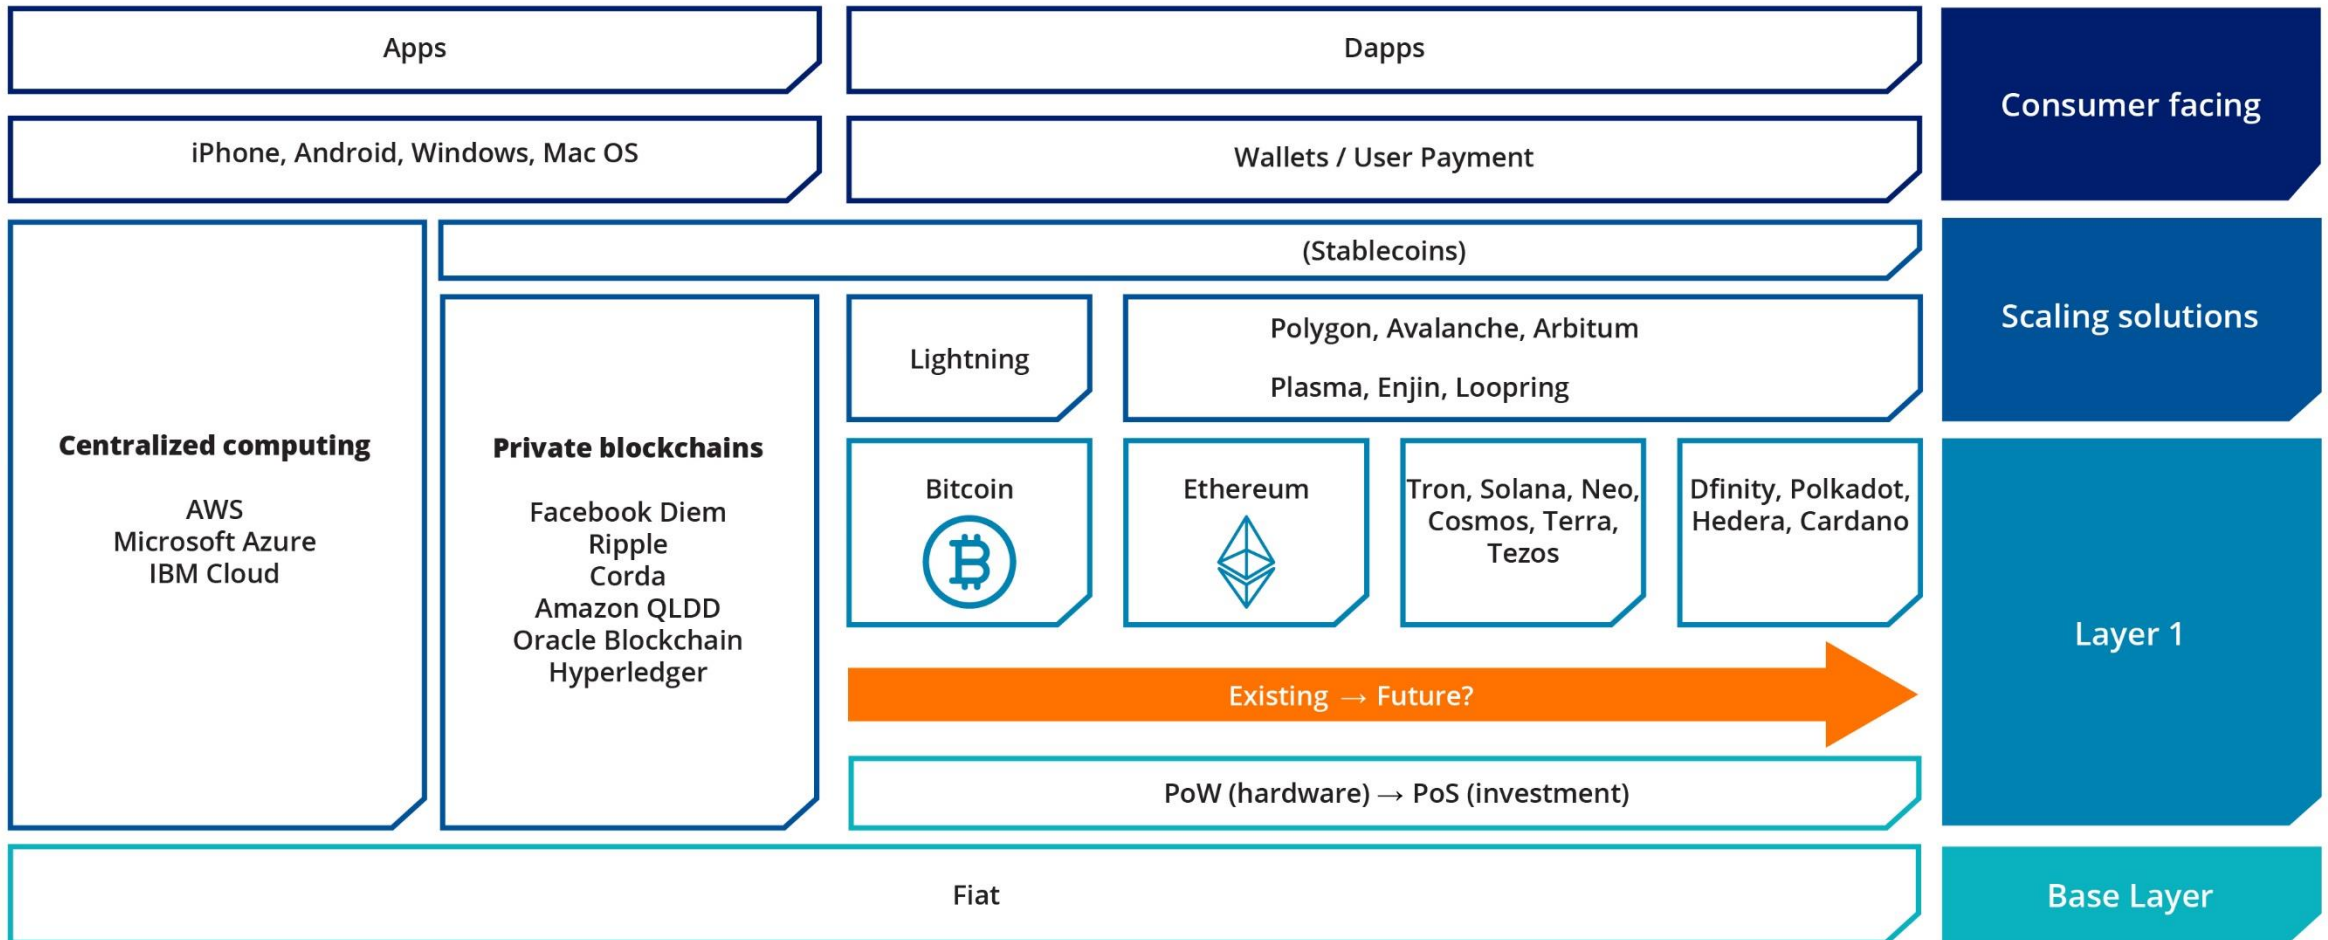 Apps
Dapps
Consumer facing
iPhone, Android, Windows, Mac OS
Wallets / User Payment
(Stablecoins)
Scaling solutions
Lightning
Polygon, Avalanche, Arbitum
Plasma, Enjin, Loopring
Centralized computing
AWS
Microsoft Azure
IBM Cloud
Private blockchains
Facebook Diem
Ripple
Corda
Amazon QLDD
Oracle Blockchain
Hyperledger
Bitcoin
Ethereum
Tron, Solana, Neo,
Cosmos, Terra,
Tezos
Dfinity, Polkadot,
Hedera, Cardano
Layer 1
Existing → Future?
PoW (hardware) → PoS (investment)
Fiat
Base Layer